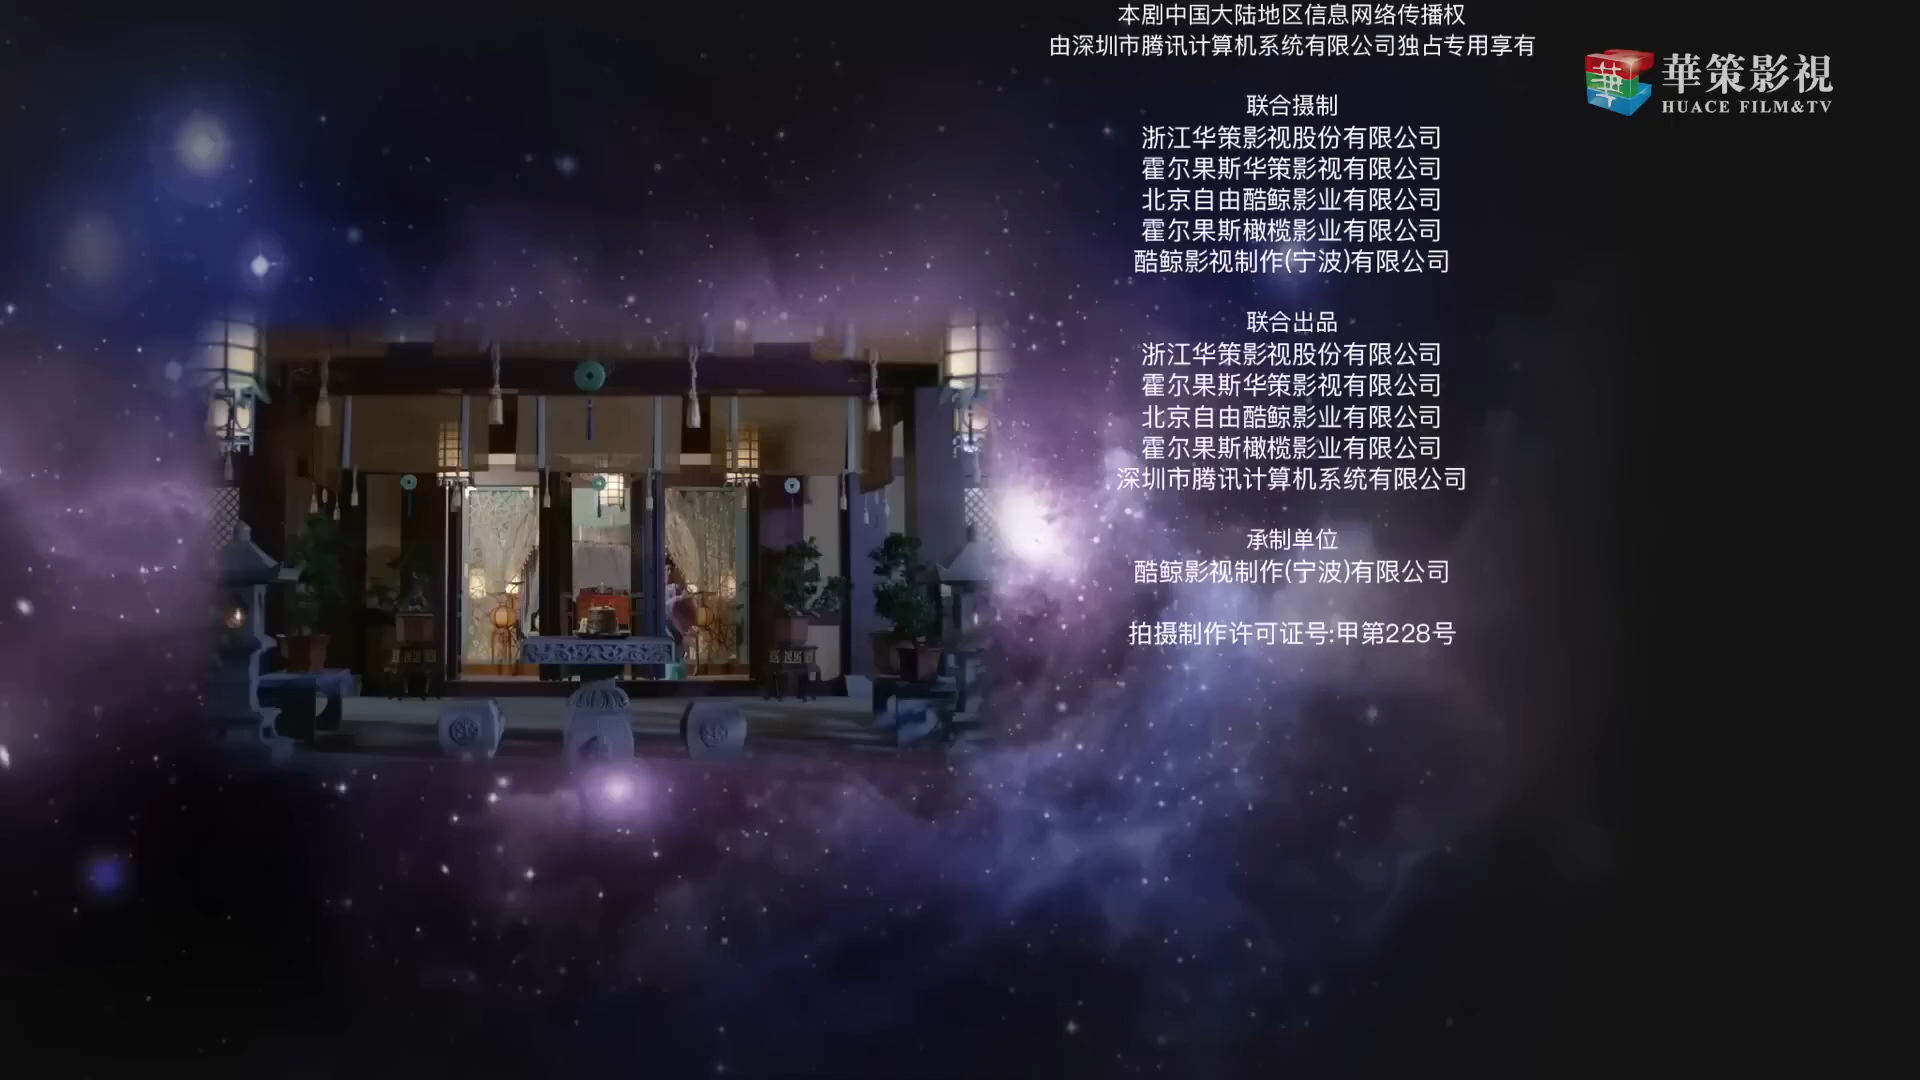 本剧中国大陆地区信息网络传播权
由深圳市腾讯计算机系统有限公司独占专用享有
華策影視
HUACE FILM&TV
联合摄制
浙江华策影视股份有限公司
霍尔果斯华策影视有限公司
北京自由酷鲸影业有限公司
霍尔果斯橄榄影业有限公司
酷鲸影视制作(宁波)有限公司
联合出品
浙江华策影视股份有限公司
霍尔果斯华策影视有限公司
北京自由酷鲸影业有限公司
霍尔果斯橄榄影业有限公司
深圳市腾讯计算机系统有限公司
承制单位
酷鲸影视制作(宁波)有限公司
拍摄制作许可证号:甲第228号